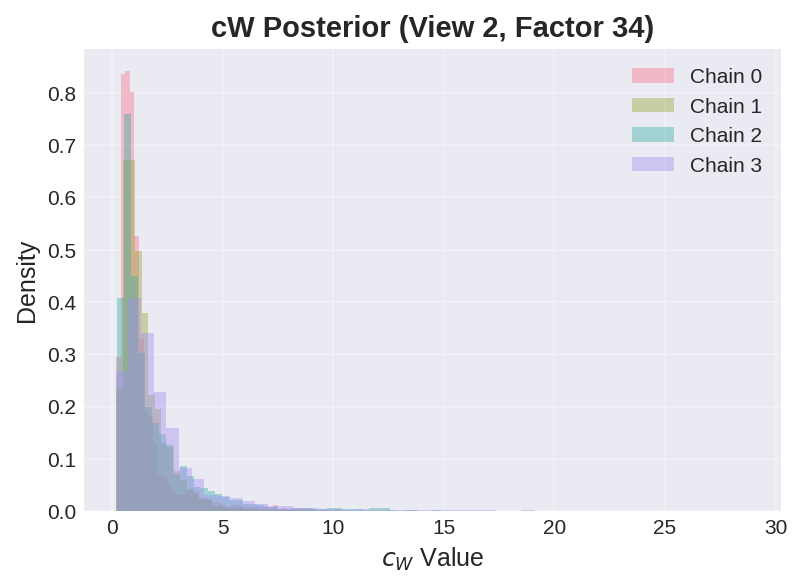 cW Posterior (View 2, Factor 34)
Chain 0
Chain 1
Chain 2
Chain 3
Density
0.8
0.7
0.6
0.5
0.4
0.3
0.2
0.1
0.0
0 5 10 15 20 25 30
c_W Value